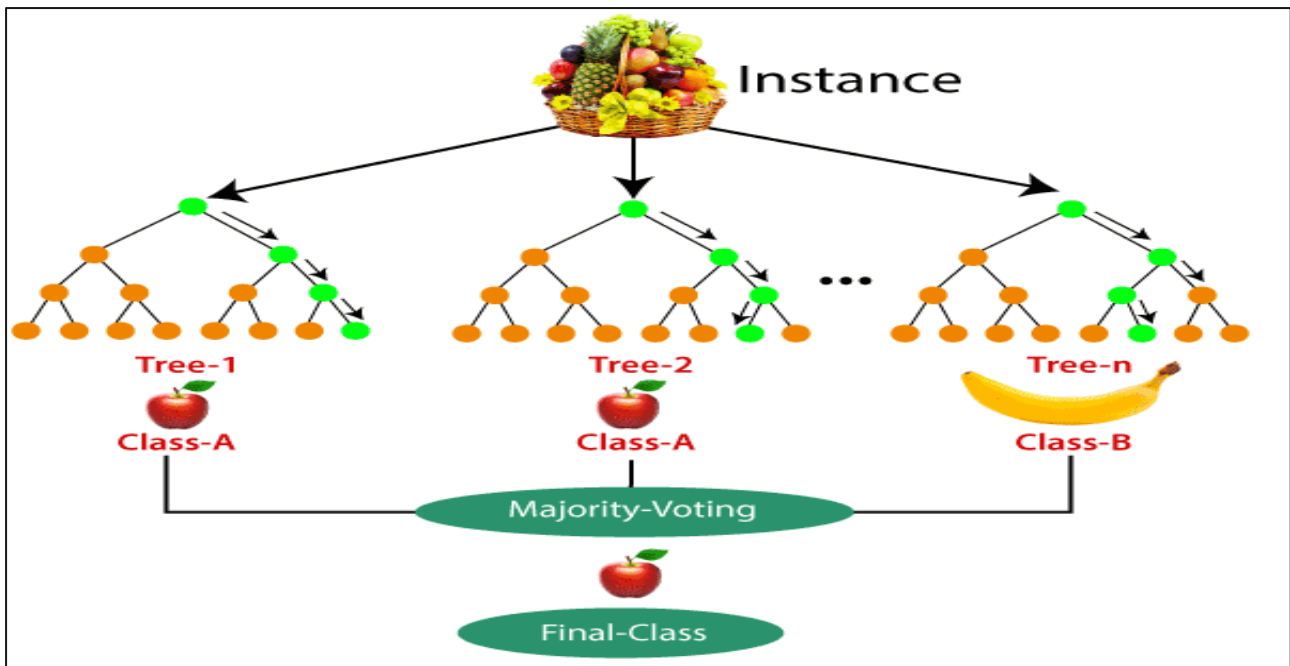 Instance
Tree-1
Tree-2
Tree-n
Class-A
Class-A
Class-B
Majority-Voting
Final-Class